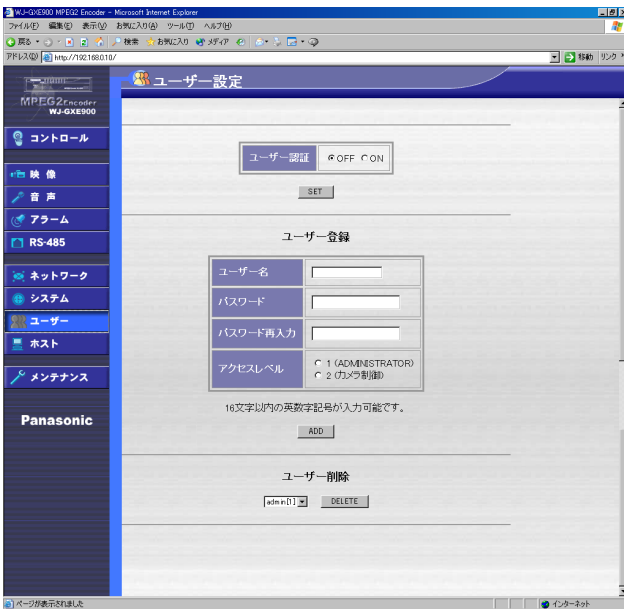 WJ-GXE900 MPEG2 Encoder - Microsoft Internet Explorer
ファイル(F) 編集(E) 表示(V) お気に入り(A) ツール(T) ヘルプ(H)
戻る 検索 お気に入り メディア
アドレス(D) http://192.168.0.10/ 移動 リンク
MPEG2Encoder
WJ-GXE900
コントロール
映 像
音 声
アラーム
RS-485
ネットワーク
システム
ユーザー
ホスト
メンテナンス
Panasonic
ユーザー設定
ユーザー認証 OFF ON
SET
ユーザー登録
ユーザー名
パスワード
パスワード再入力
アクセスレベル 1 (ADMINISTRATOR)
2 (カメラ制御)
16文字以内の英数字記号が入力可能です。
ADD
ユーザー削除
admin[1] DELETE
ページが表示されました インターネット